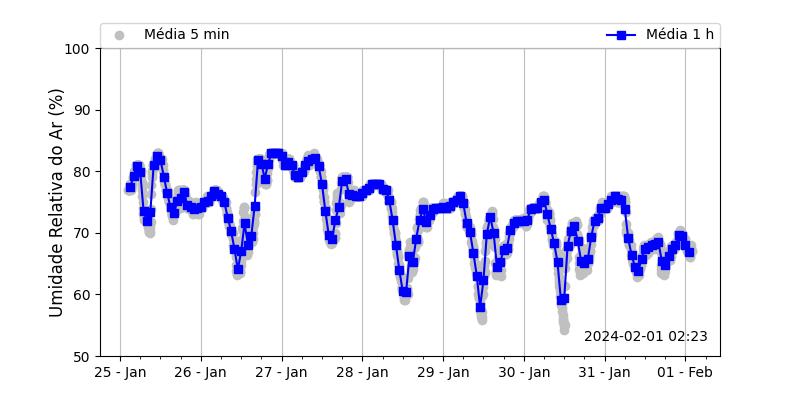 Média 5 min Média 1 h
100
90
80
70
60
50
Umidade Relativa do Ar (%)
2024-02-01 02:23
25 - Jan 26 - Jan 27 - Jan 28 - Jan 29 - Jan 30 - Jan 31 - Jan 01 - Feb